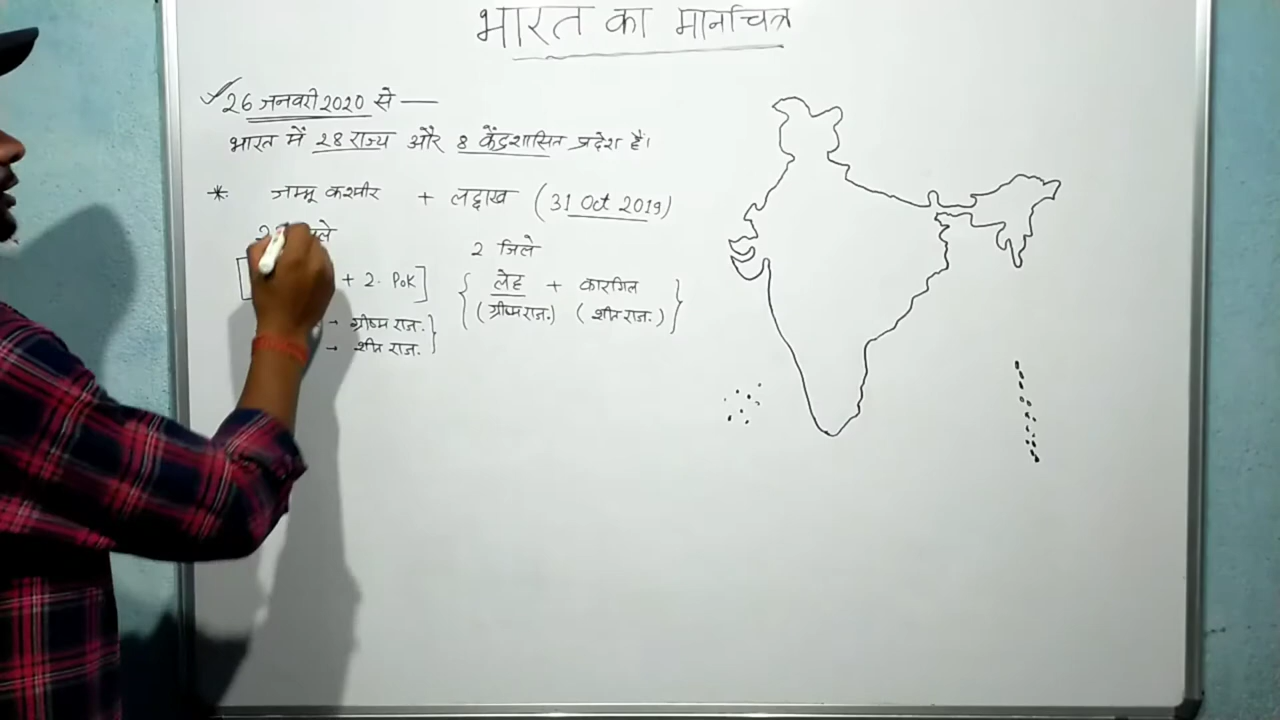 भारत का मानचित्र
26 जनवरी 2020 से —
भारत में 28 राज्य और 8 केंद्रशासित प्रदेश हैं।
* जम्मू कश्मीर + लद्दाख (31 Oct 2019)
2 जिले
+ 2. PoK] { लेह + कारगिल }
(ग्रीष्म राज.) (शीत राज.)
→ ग्रीष्म राज. }
→ शीत राज.